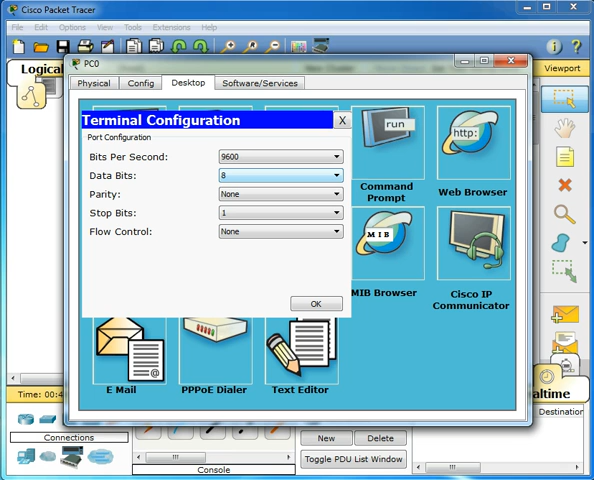 Cisco Packet Tracer
File Edit Options View Tools Extensions Help
Logical
Viewport
PC0
Physical Config Desktop Software/Services
Terminal Configuration X
Port Configuration
Bits Per Second: 9600
Data Bits: 8
Parity: None
Stop Bits: 1
Flow Control: None
OK
run
Command
Prompt
http:
Web Browser
MIB
MIB Browser
Cisco IP
Communicator
E Mail
PPPoE Dialer
Text Editor
Time: 00:4
altime
Connections
Console
New Delete
Toggle PDU List Window
Destination